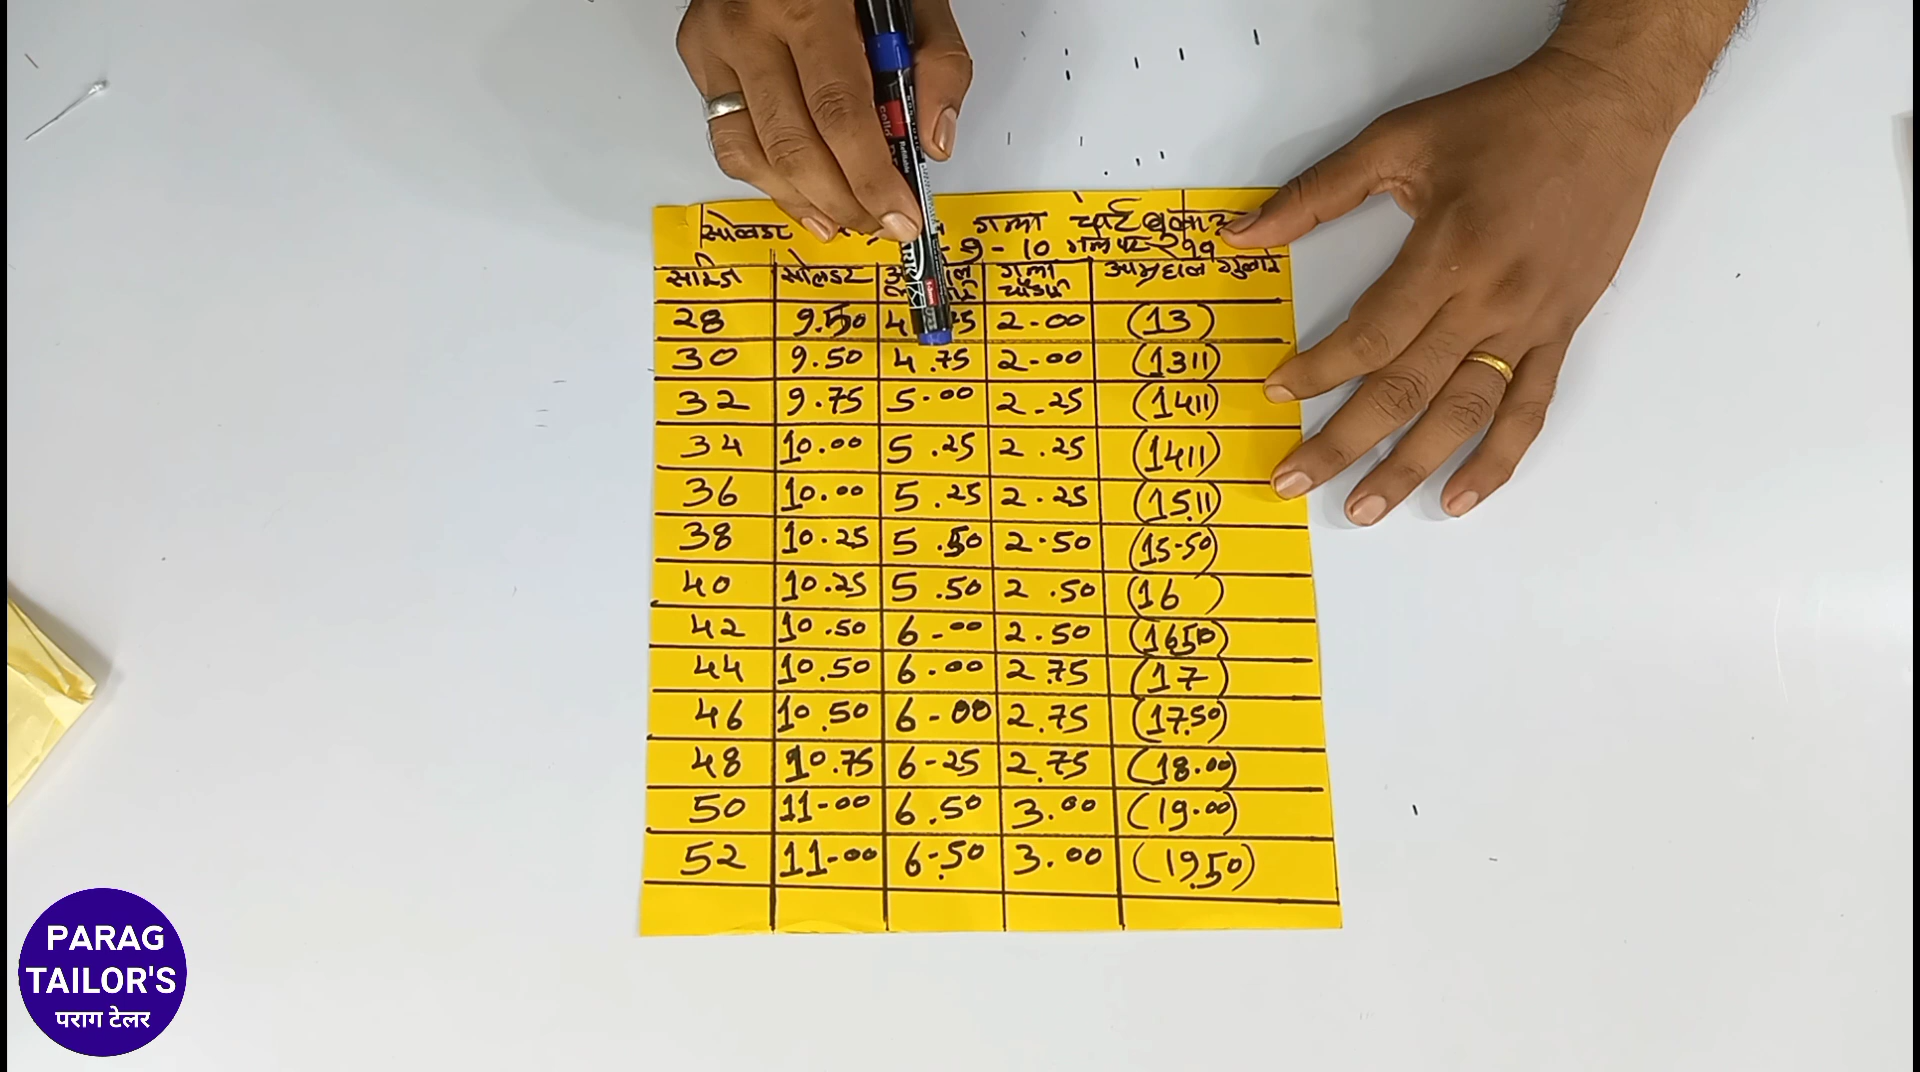 सोलडर गला चार्ट
9 - 10
साईज सोलडर गला आमहोल गुलाई
28 9.50 2-00 (13)
30 9.50 4.75 2-00 (13॥)
32 9.75 5.00 2-25 (14॥)
34 10.00 5.25 2.25 (14॥)
36 10.00 5.25 2.25 (15॥)
38 10.25 5.50 2.50 (15-50)
40 10.25 5.50 2.50 (16)
42 10.50 6-00 2.50 (16.50)
44 10.50 6.00 2.75 (17)
46 10.50 6-00 2.75 (17.50)
48 10.75 6-25 2.75 (18.00)
50 11-00 6.50 3.00 (19.00)
52 11-00 6-50 3.00 (19.50)
PARAG
TAILOR'S
पराग टेलर